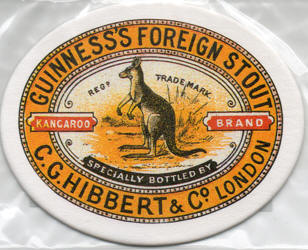 GUINNESS'S FOREIGN STOUT
REGD TRADE MARK
KANGAROO BRAND
SPECIALLY BOTTLED BY
C.G. HIBBERT & CO. LONDON